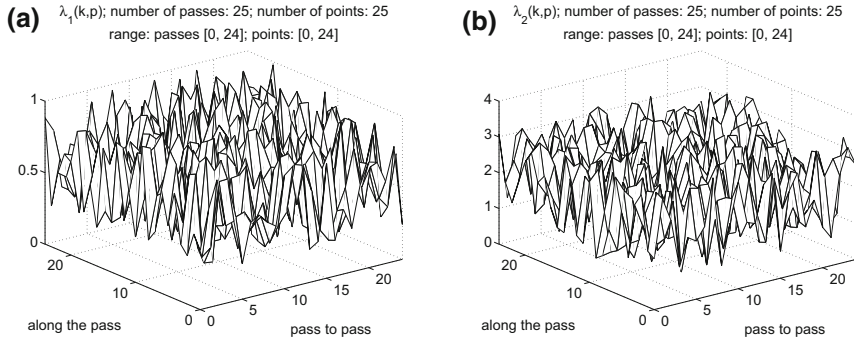 (a)
λ1(k,p); number of passes: 25; number of points: 25
range: passes [0, 24]; points: [0, 24]
1
0.5
0
20
10
0
along the pass
0
5
10
15
20
pass to pass
(b)
λ2(k,p); number of passes: 25; number of points: 25
range: passes [0, 24]; points: [0, 24]
4
3
2
1
0
20
10
0
along the pass
0
5
10
15
20
pass to pass